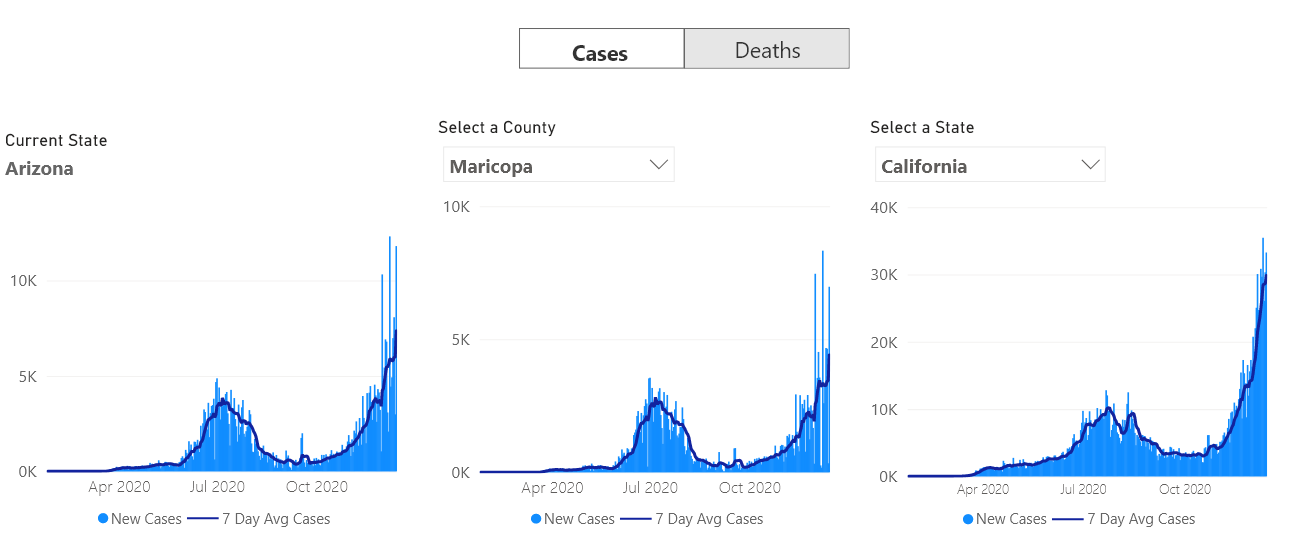 Cases
Deaths
Current State
Arizona
10K
5K
0K
Apr 2020
Jul 2020
Oct 2020
New Cases
7 Day Avg Cases
Select a County
Maricopa
10K
5K
0K
Apr 2020
Jul 2020
Oct 2020
New Cases
7 Day Avg Cases
Select a State
California
40K
30K
20K
10K
0K
Apr 2020
Jul 2020
Oct 2020
New Cases
7 Day Avg Cases